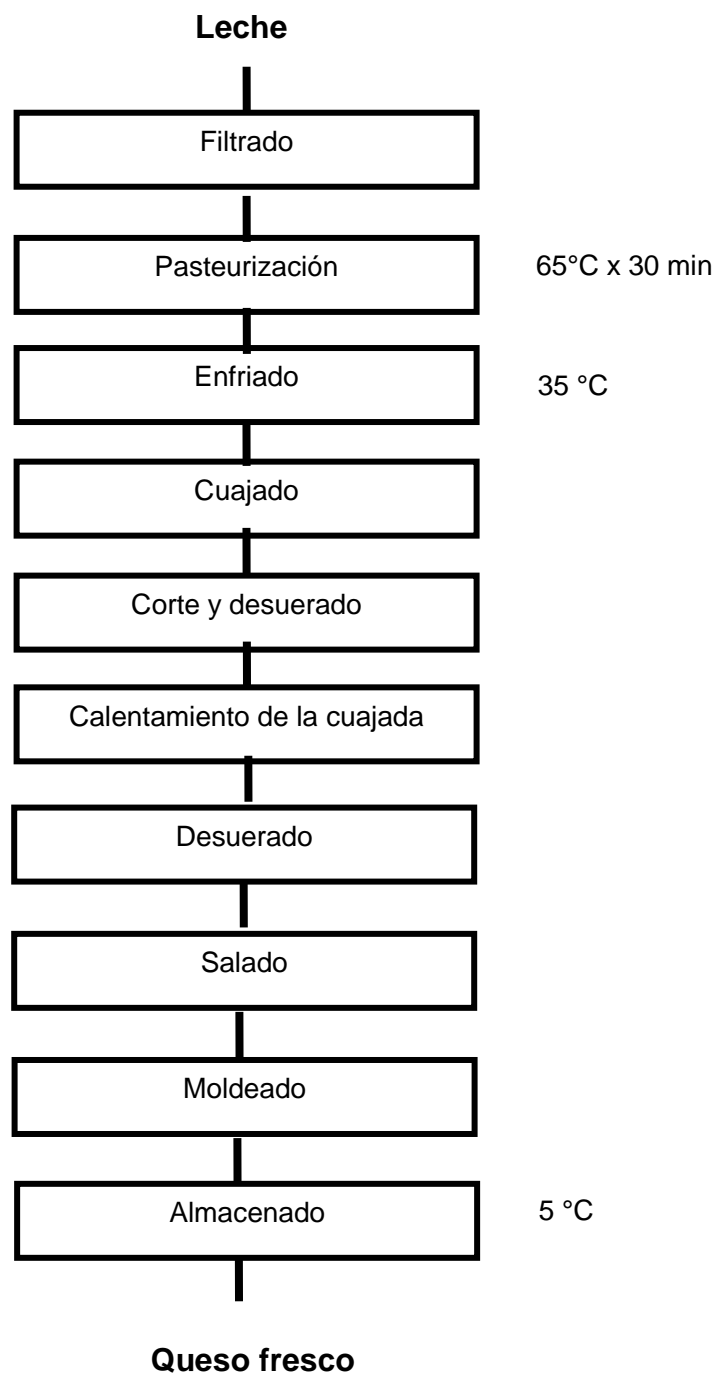 Leche
Filtrado
Pasteurización
65°C x 30 min
Enfriado
35 °C
Cuajado
Corte y desuerado
Calentamiento de la cuajada
Desuerado
Salado
Moldeado
Almacenado
5 °C
Queso fresco